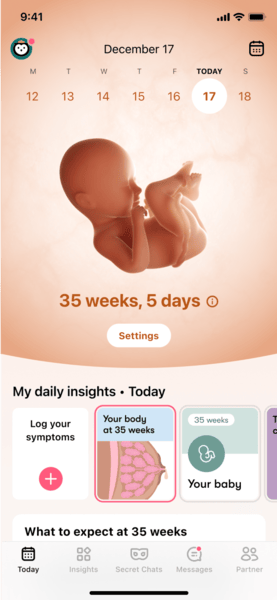 9:41
December 17
M T W T F TODAY S
12 13 14 15 16 17 18
35 weeks, 5 days
Settings
My daily insights • Today
Log your
symptoms
Your body
at 35 weeks
35 weeks
Your baby
What to expect at 35 weeks
Today Insights Secret Chats Messages Partner